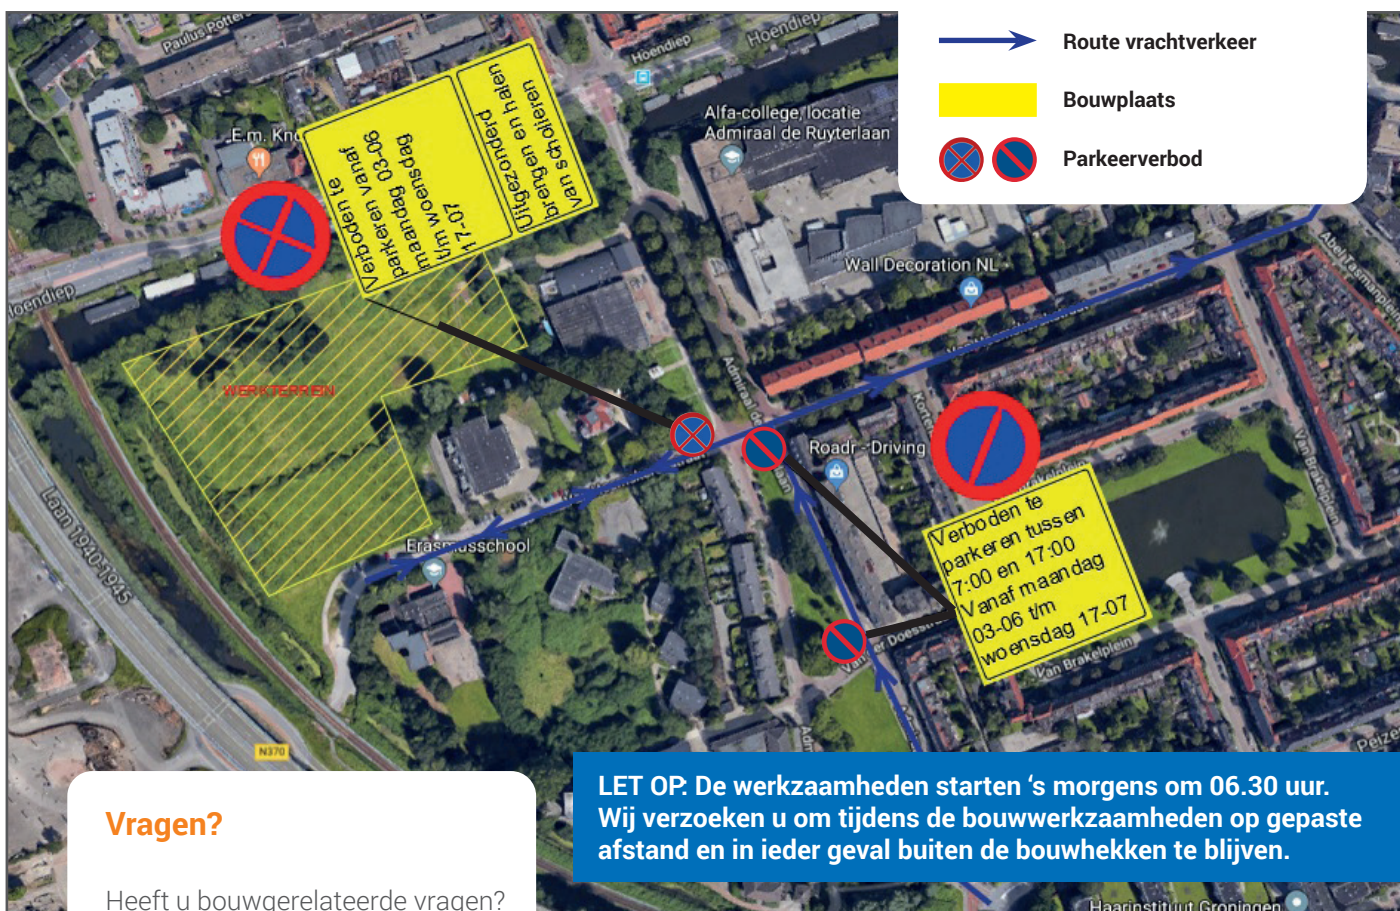 Route vrachtverkeer
Bouwplaats
Parkeerverbod
Hoendiep
Hoendiep
Alfa-college, locatie
Admiraal de Ruyterlaan
E.m.
Verboden te
parkeren vanaf
maandag 03-06
t/m woensdag
17-07
Uitgezonderd
brengen en halen
van scholieren
Wall Decoration NL
Hoendiep
WERKTERREIN
Roadr - Driving
Van Brakelplein
Verboden te
parkeren tussen
7:00 en 17:00
Vanaf maandag
03-06 t/m
woensdag 17-07
Erasmusschool
Laan 1940-1945
Van Brakelplein
N370
LET OP: De werkzaamheden starten ‘s morgens om 06.30 uur.
Wij verzoeken u om tijdens de bouwwerkzaamheden op gepaste
afstand en in ieder geval buiten de bouwhekken te blijven.
Vragen?
Heeft u bouwgerelateerde vragen?
Haarinstituut Groningen